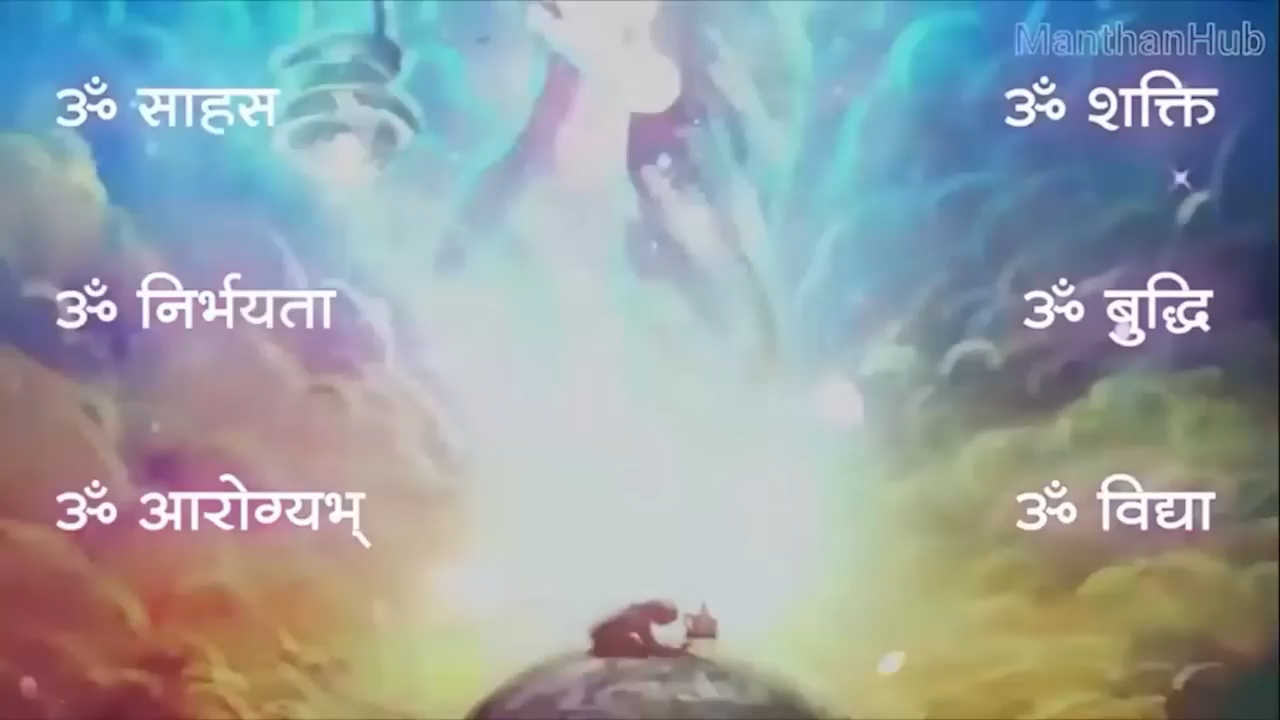 ManthanHub
ॐ साहस
ॐ शक्ति
ॐ निर्भयता
ॐ बुद्धि
ॐ आरोग्यभ्
ॐ विद्या